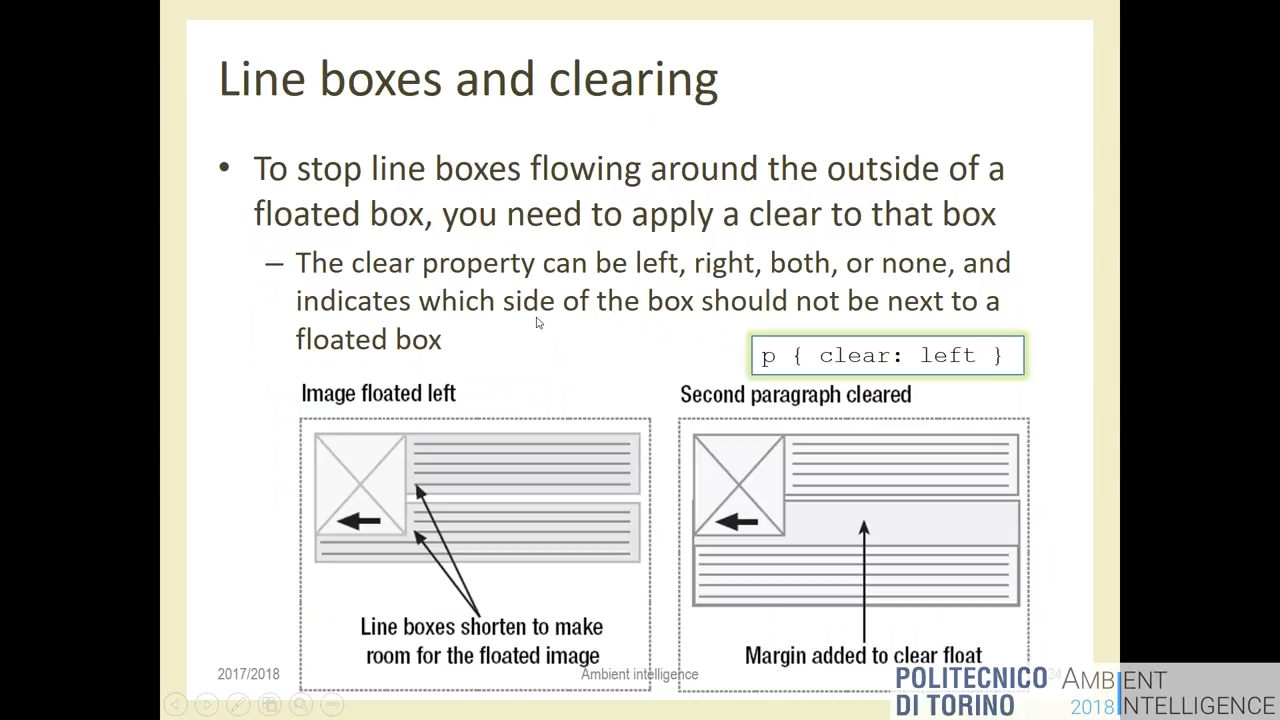 Line boxes and clearing
• To stop line boxes flowing around the outside of a
floated box, you need to apply a clear to that box
– The clear property can be left, right, both, or none, and
indicates which side of the box should not be next to a
floated box
p { clear: left }
Image floated left
Line boxes shorten to make
room for the floated image
Second paragraph cleared
Margin added to clear float
2017/2018
Ambient intelligence
34
POLITECNICO
DI TORINO
AMBIENT
2018 INTELLIGENCE